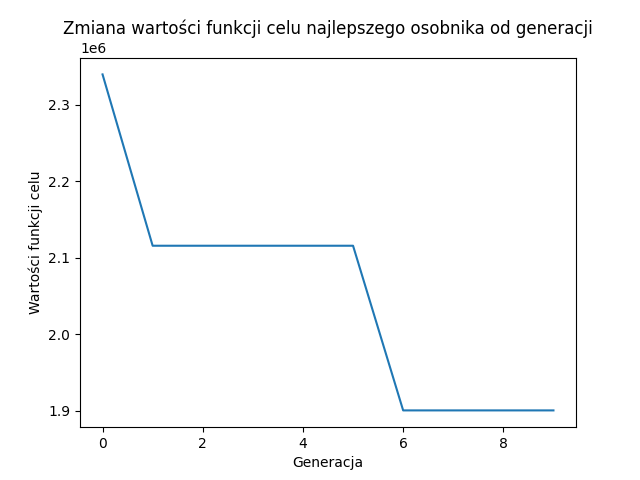 Zmiana wartości funkcji celu najlepszego osobnika od generacji
1e6
2.3
2.2
2.1
2.0
1.9
Wartości funkcji celu
0 2 4 6 8
Generacja